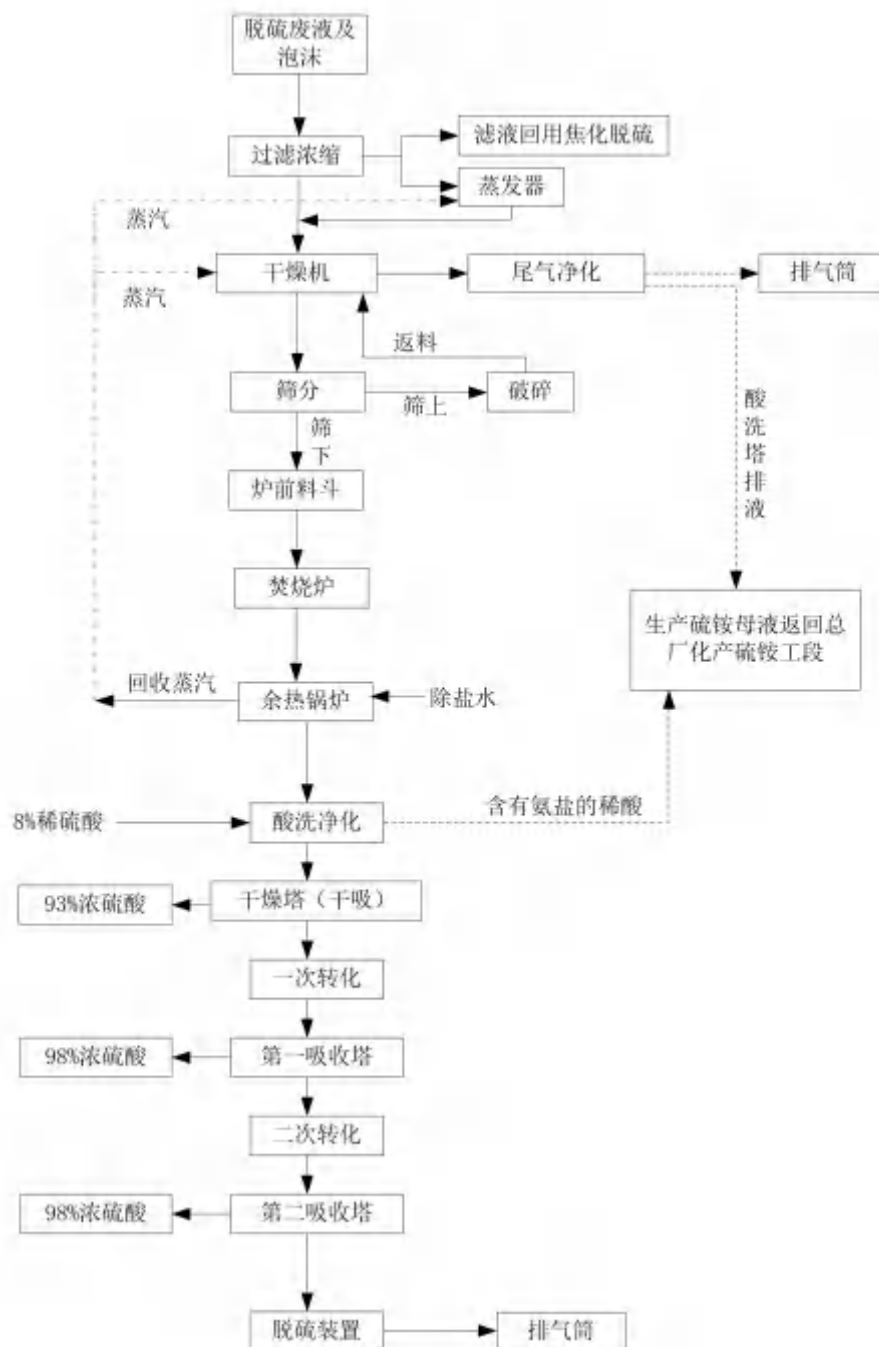 脱硫废液及
泡沫
过滤浓缩
滤液回用焦化脱硫
蒸发器
蒸汽
干燥机
尾气净化
排气筒
蒸汽
返料
筛分
筛上
破碎
酸洗塔排液
筛下
炉前料斗
焚烧炉
生产硫铵母液返回总
厂化产硫铵工段
回收蒸汽
余热锅炉
除盐水
含有氨盐的稀酸
8%稀硫酸
酸洗净化
93%浓硫酸
干燥塔（干吸）
一次转化
98%浓硫酸
第一吸收塔
二次转化
98%浓硫酸
第二吸收塔
脱硫装置
排气筒